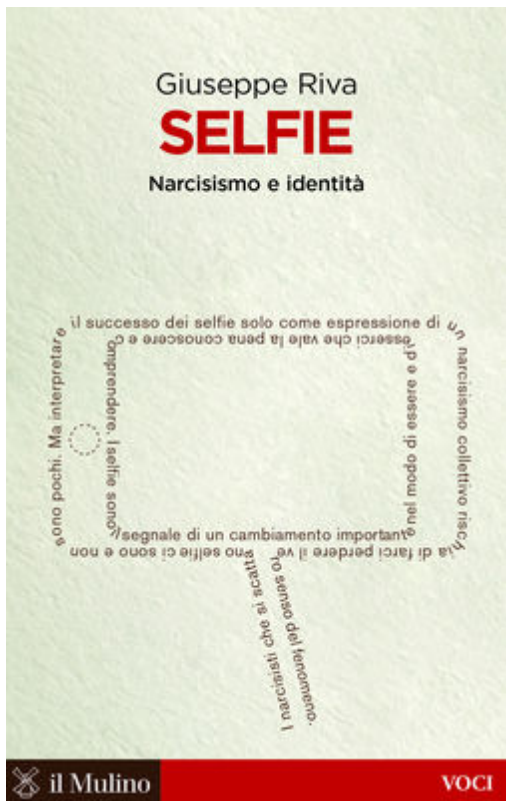 Giuseppe Riva
SELFIE
Narcisismo e identità
I narcisisti che si scatta
no selfie ci sono e non
sono pochi. Ma interpretare
il successo dei selfie solo come espressione di
un narcisismo collettivo risc
hia di farci perdere il ve
ro senso del fenomeno.
I selfie sono
il segnale di un cambiamento importante
nel modo di essere e d'
esserci che vale la pena conoscere e c
omprendere.
il Mulino
VOCI